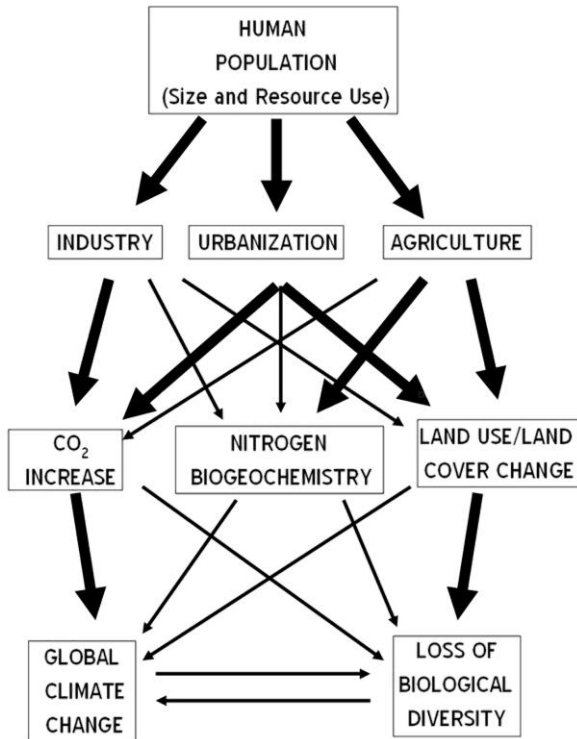 HUMAN
POPULATION
(Size and Resource Use)
INDUSTRY
URBANIZATION
AGRICULTURE
CO₂
INCREASE
NITROGEN
BIOGEOCHEMISTRY
LAND USE/LAND
COVER CHANGE
GLOBAL
CLIMATE
CHANGE
LOSS OF
BIOLOGICAL
DIVERSITY